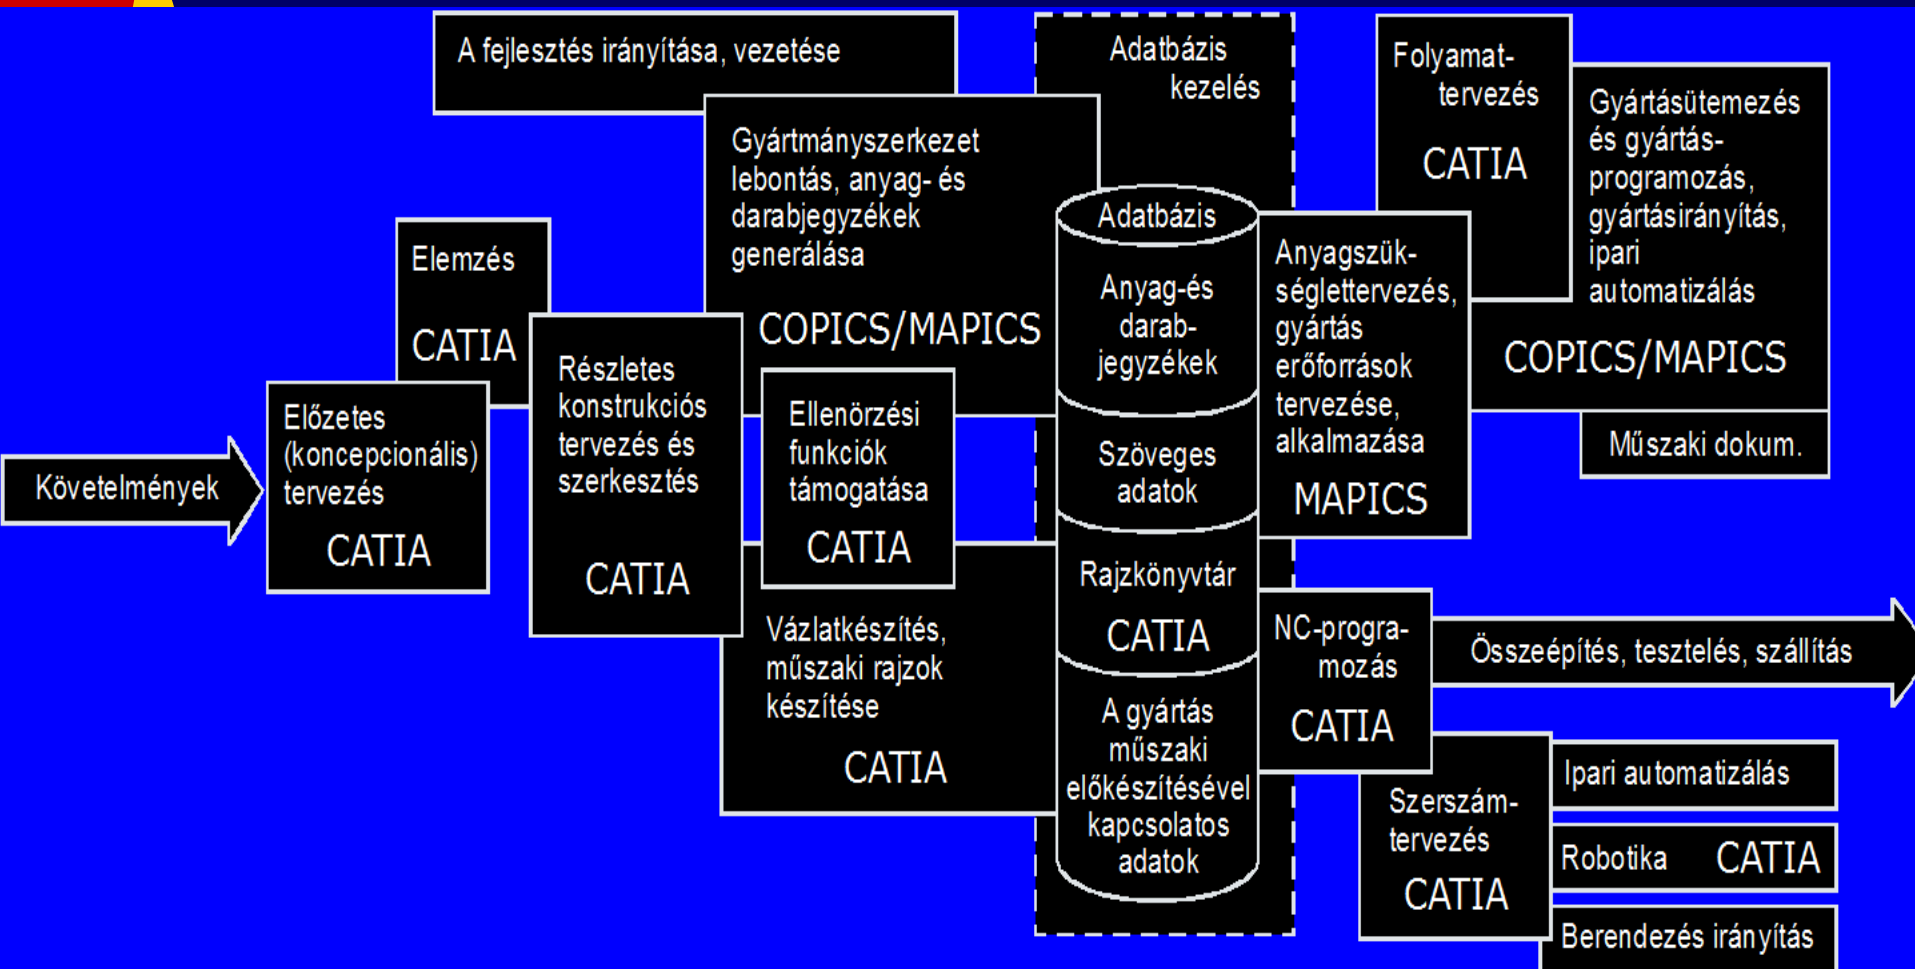 A fejlesztés irányítása, vezetése
Adatbázis
kezelés
Folyamat-
tervezés
CATIA
Gyártásütemezés
és gyártás-
programozás,
gyártásirányítás,
ipari
automatizálás
COPICS/MAPICS
Műszaki dokum.
Gyártmányszerkezet
lebontás, anyag- és
darabjegyzékek
generálása
COPICS/MAPICS
Elemzés
CATIA
Követelmények
Előzetes
(koncepcionális)
tervezés
CATIA
Részletes
konstrukciós
tervezés és
szerkesztés
CATIA
Ellenörzési
funkciók
támogatása
CATIA
Vázlatkészítés,
műszaki rajzok
készítése
CATIA
Adatbázis
Anyag-és
darab-
jegyzékek
Szöveges
adatok
Rajzkönyvtár
CATIA
A gyártás
műszaki
előkészítésével
kapcsolatos
adatok
Anyagszük-
séglettervezés,
gyártás
erőforrások
tervezése,
alkalmazása
MAPICS
NC-progra-
mozás
CATIA
Összeépítés, tesztelés, szállítás
Szerszám-
tervezés
CATIA
Ipari automatizálás
Robotika CATIA
Berendezés irányítás